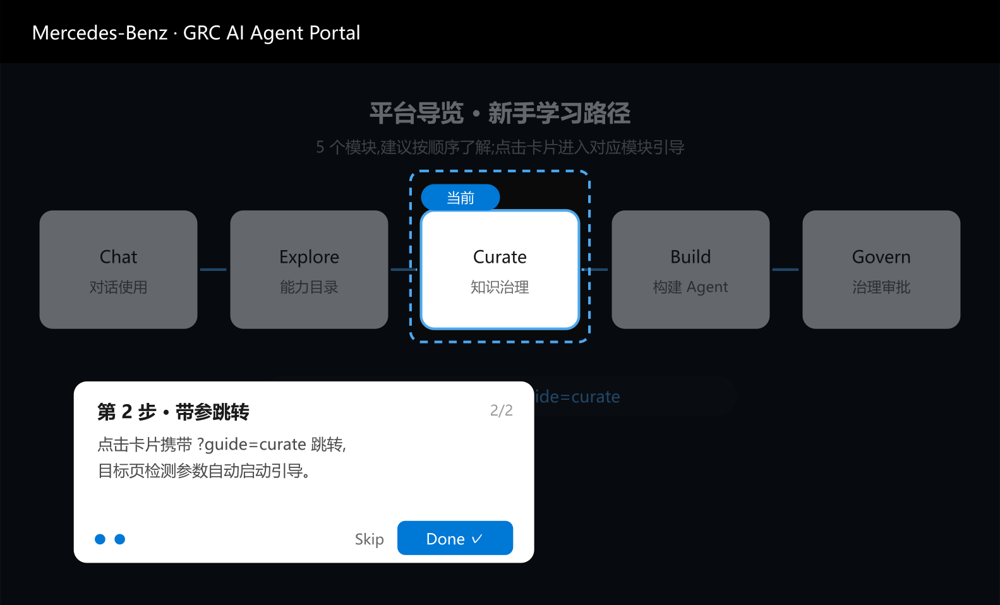 Mercedes-Benz · GRC AI Agent Portal
平台导览 • 新手学习路径
5 个模块,建议按顺序了解;点击卡片进入对应模块引导
当前
Chat
对话使用
Explore
能力目录
Curate
知识治理
Build
构建 Agent
Govern
治理审批
ide=curate
第 2 步 • 带参跳转
2/2
点击卡片携带 ?guide=curate 跳转,
目标页检测参数自动启动引导。
Skip
Done ✓